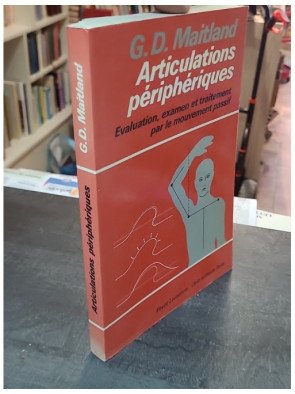 G.D. Maitland
Articulations
périphériques
Evaluation, examen et traitement
par le mouvement passif
G.D. Maitland
Articulations périphériques